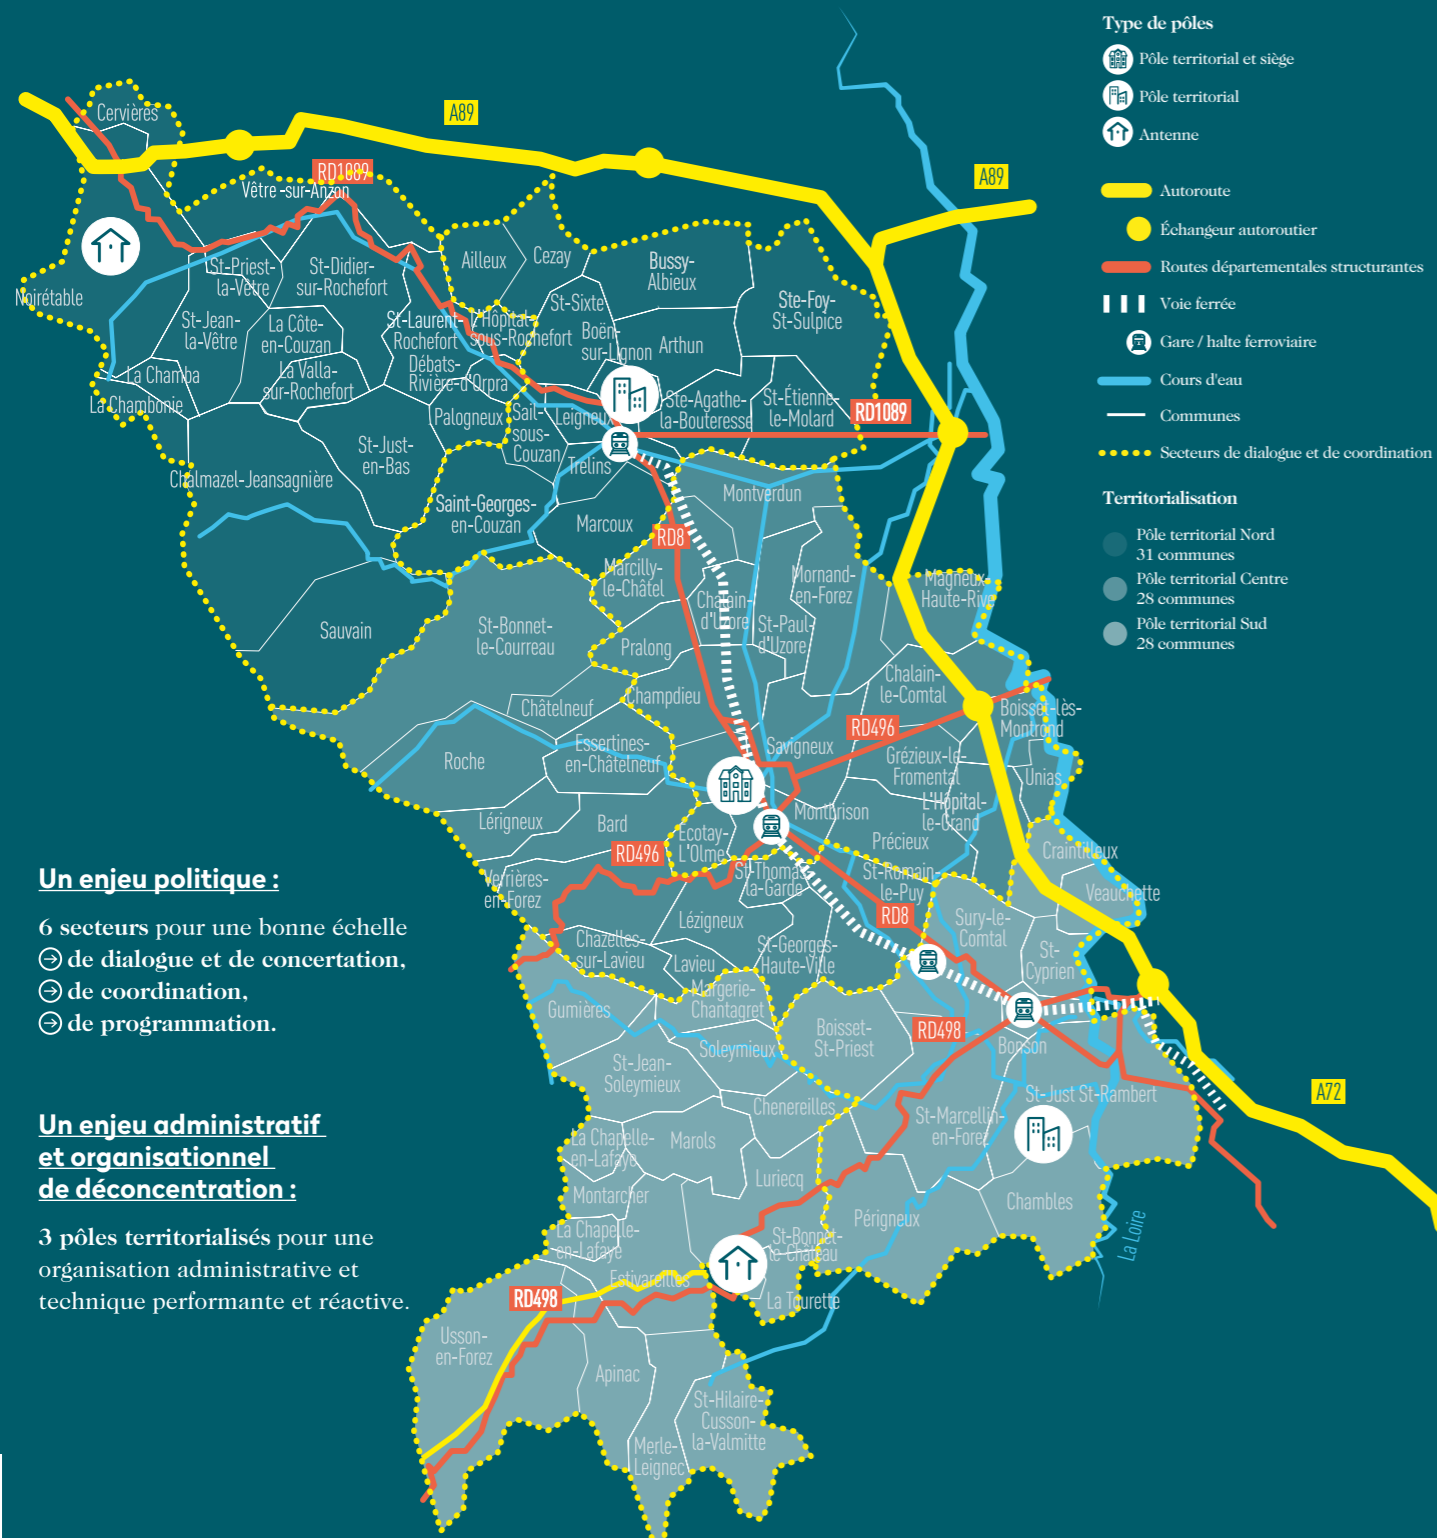 Type de pôles
Pôle territorial et siège
Pôle territorial
Antenne
Autoroute
Échangeur autoroutier
Routes départementales structurantes
Voie ferrée
Gare / halte ferroviaire
Cours d'eau
Communes
Secteurs de dialogue et de coordination
Territorialisation
Pôle territorial Nord
31 communes
Pôle territorial Centre
28 communes
Pôle territorial Sud
28 communes
A89
A89
RD1089
Cervières
Vêtre-sur-Anzon
Noirétable
St-Priest-
la-Vêtre
St-Didier-
sur-Rochefort
Ailleux
Cezay
Bussy-
Albieux
Ste-Foy-
St-Sulpice
St-Sixte
St-Jean-
la-Vêtre
La Côte-
en-Couzan
St-Laurent-
Rochefort
L'Hôpital-
sous-Rochefort
Boën-
sur-Lignon
Arthun
La Chamba
La Valla-
sur-Rochefort
Débats-
Rivière-d'Orpra
La Chambonie
Palogneux
Sail-
sous-
Couzan
Leigneux
Ste-Agathe-
la-Bouteresse
St-Étienne-
le-Molard
RD1089
St-Just-
en-Bas
Trelins
Chalmazel-Jeansagnière
Saint-Georges-
en-Couzan
Marcoux
Montverdun
RD8
Marcilly-
le-Châtel
Chalain-
d'Uzore
Mornand-
en-Forez
Magneux-
Haute-Rive
Sauvain
St-Bonnet-
le-Courreau
Pralong
St-Paul-
d'Uzore
Champdieu
Chalain-
le-Comtal
Châtelneuf
Boisset-lès-
Montrond
RD496
Essertines-
en-Châtelneuf
Savigneux
Roche
Grézieux-le-
Fromental
Unias
Lérigneux
Bard
Montbrison
L'Hôpital-
le-Grand
Ecotay-
L'Olme
Précieux
Craintilleux
RD496
Verrières-
en-Forez
St-Thomas-
la-Garde
St-Romain-
le-Puy
Veauchette
RD8
Lézigneux
Sury-le-
Comtal
Chazelles-
sur-Lavieu
Lavieu
St-Georges-
Haute-Ville
St-
Cyprien
Gumières
Margerie-
Chantagret
Boisset-
St-Priest
RD498
Bonson
Soleymieux
St-Jean-
Soleymieux
Chenereilles
St-Just St-Rambert
A72
St-Marcellin-
en-Forez
La Chapelle-
en-Lafaye
Marols
Luriecq
Montarcher
Chambles
Périgneux
La Chapelle-
en-Lafaye
St-Bonnet-
le-Château
La Loire
Estivareilles
RD498
La Tourette
Usson-
en-Forez
Apinac
St-Hilaire-
Cusson-
la-Valmitte
Merle-
Leignec
Un enjeu politique :
6 secteurs pour une bonne échelle
de dialogue et de concertation,
de coordination,
de programmation.
Un enjeu administratif
et organisationnel
de déconcentration :
3 pôles territorialisés pour une
organisation administrative et
technique performante et réactive.